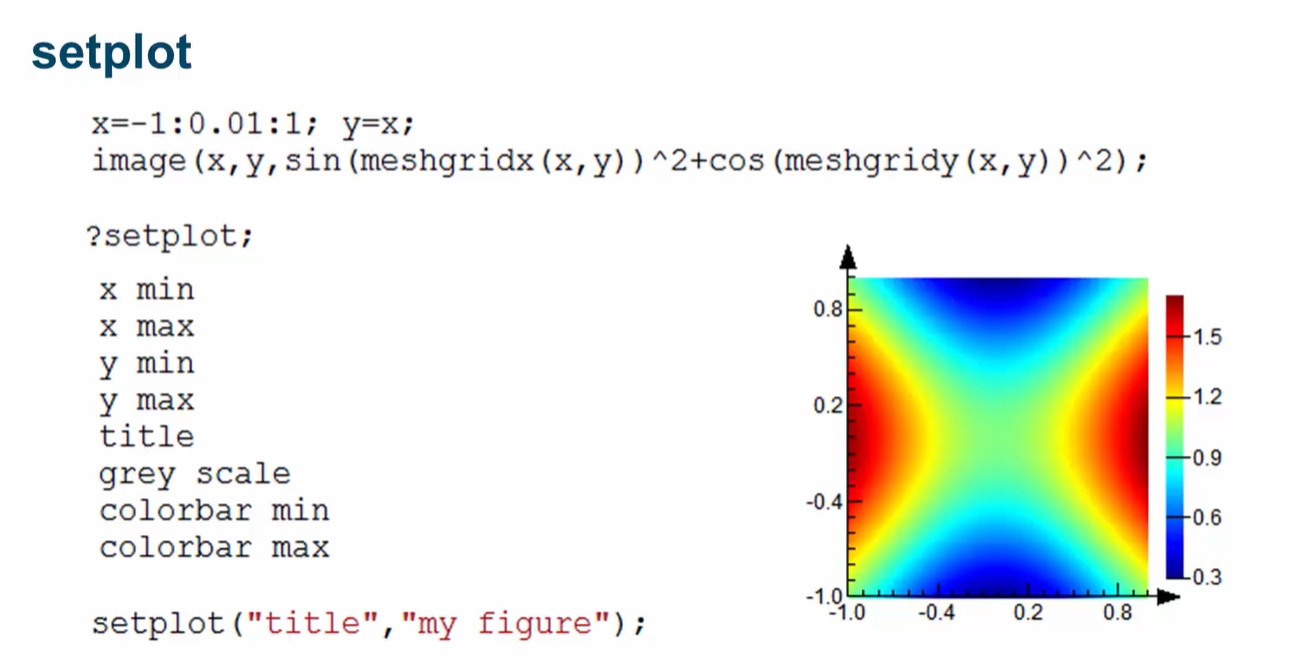 setplot
x=-1:0.01:1; y=x;
image(x,y,sin(meshgridx(x,y))^2+cos(meshgridy(x,y))^2);
?setplot;
x min
x max
y min
y max
title
grey scale
colorbar min
colorbar max
setplot("title","my figure");
0.8
0.2
-0.4
-1.0
-1.0 -0.4 0.2 0.8
1.5
1.2
0.9
0.6
0.3